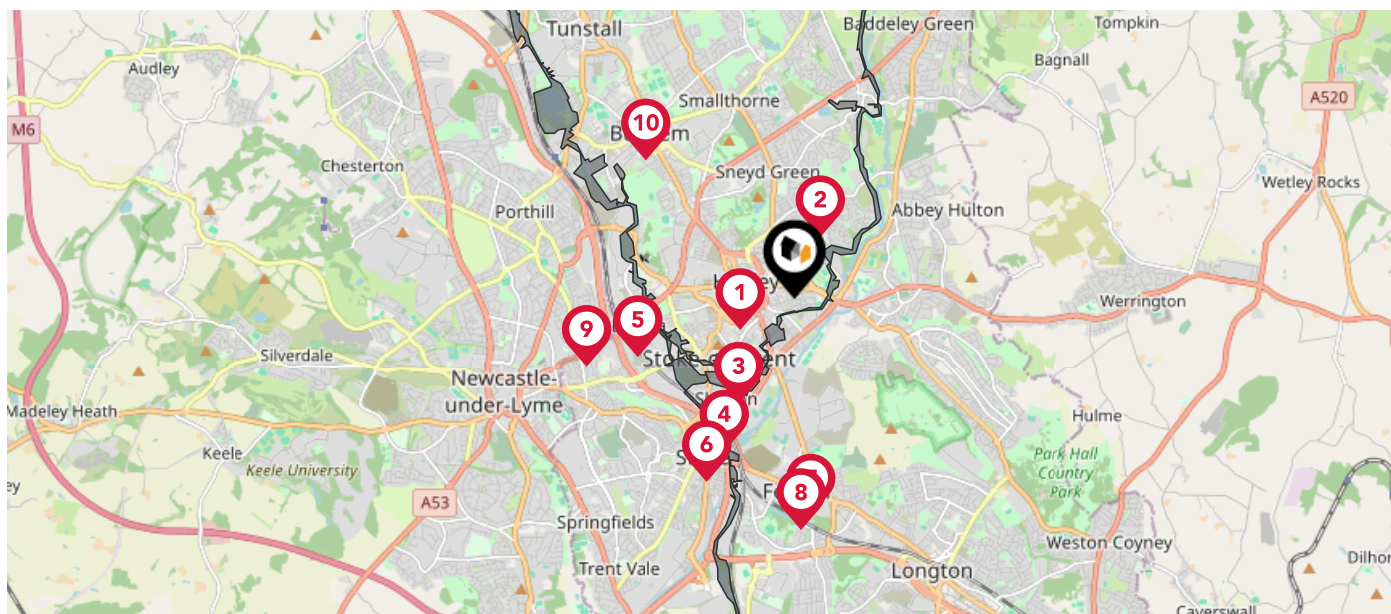 Tunstall
Baddeley Green
Tompkin
Audley
Bagnall
Smallthorne
A520
M6
10
Chesterton
Sneyd Green
Wetley Rocks
2
Porthill
Abbey Hulton
1
Werrington
5
9
Silverdale
3
Newcastle-
under-Lyme
4
Madeley Heath
Hulme
6
Keele
Keele University
Park Hall
Country
Park
8
A53
Springfields
Weston Coyney
Trent Vale
Longton
Caverswall